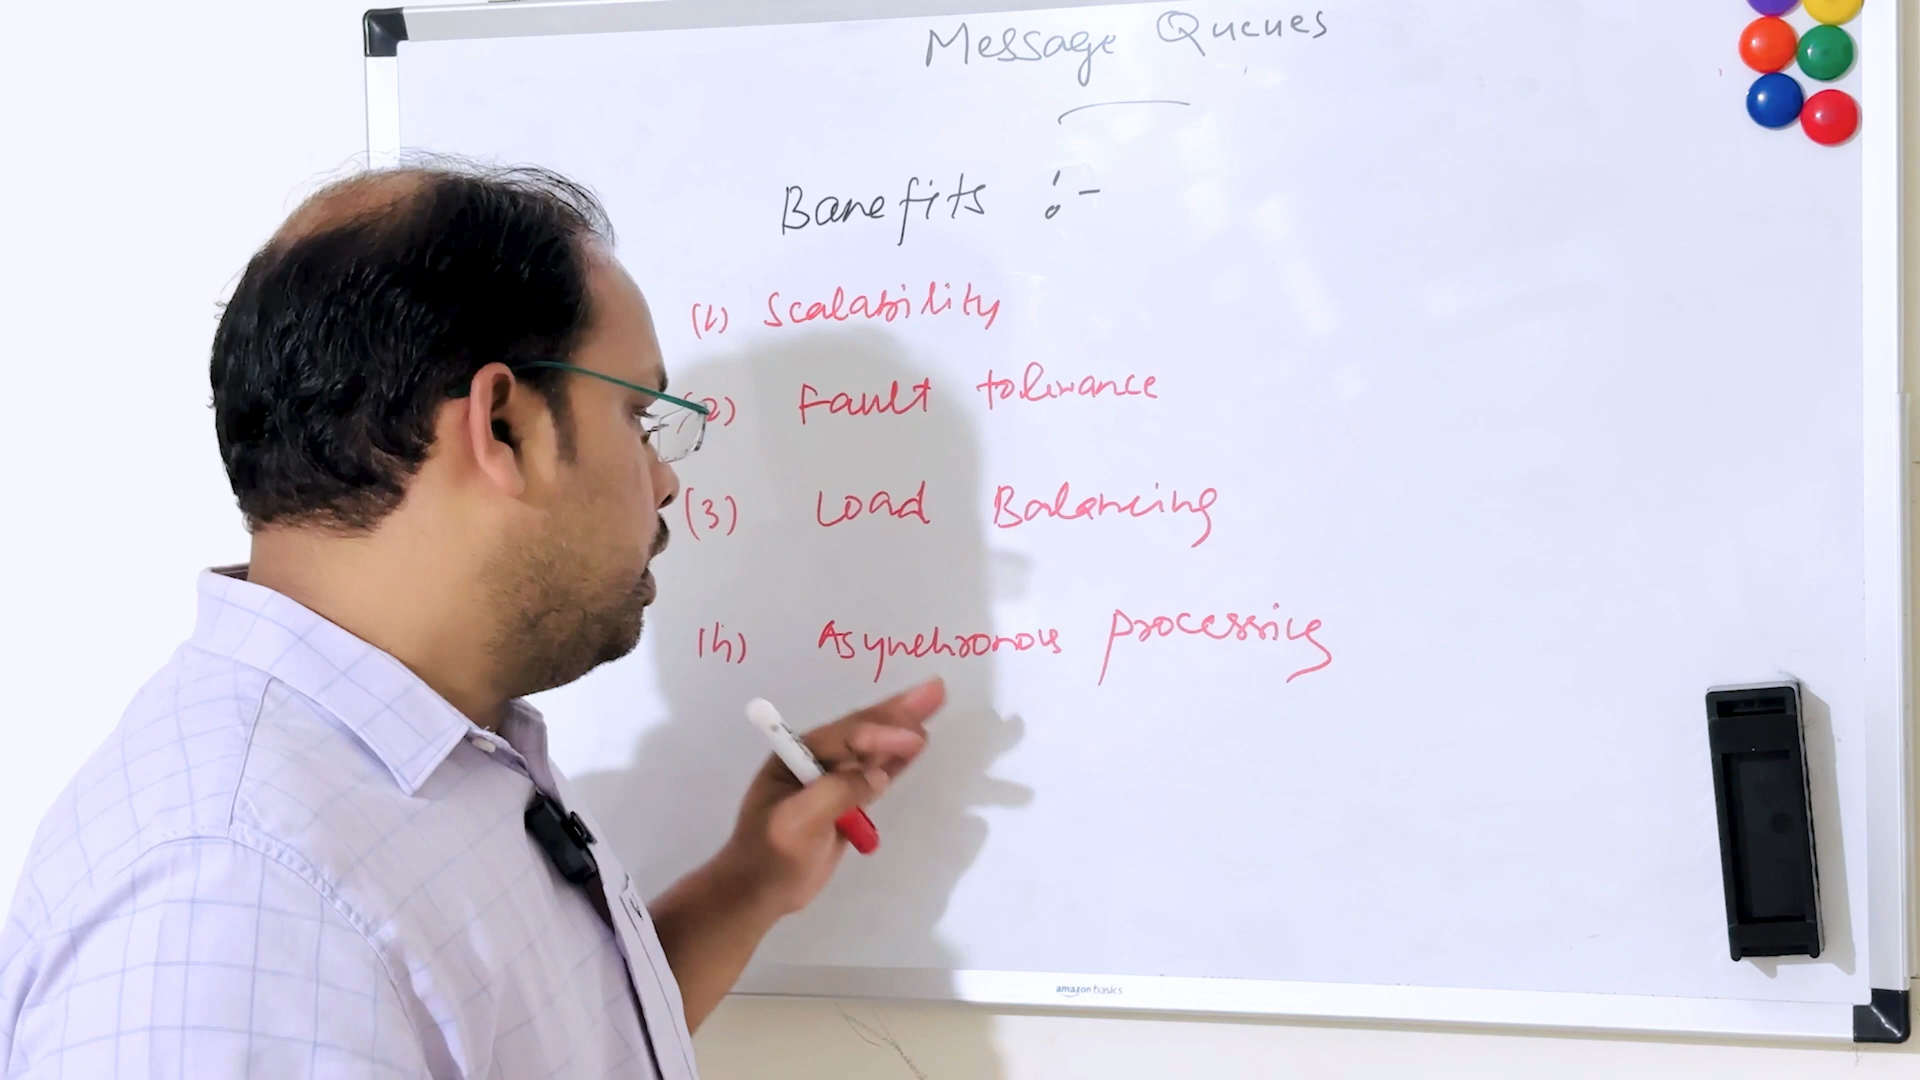 Message Queues
Banefits :-
(1) Scalability
(2) Fault tolerance
(3) Load Balancing
(4) Asynchronous processing
amazon basics